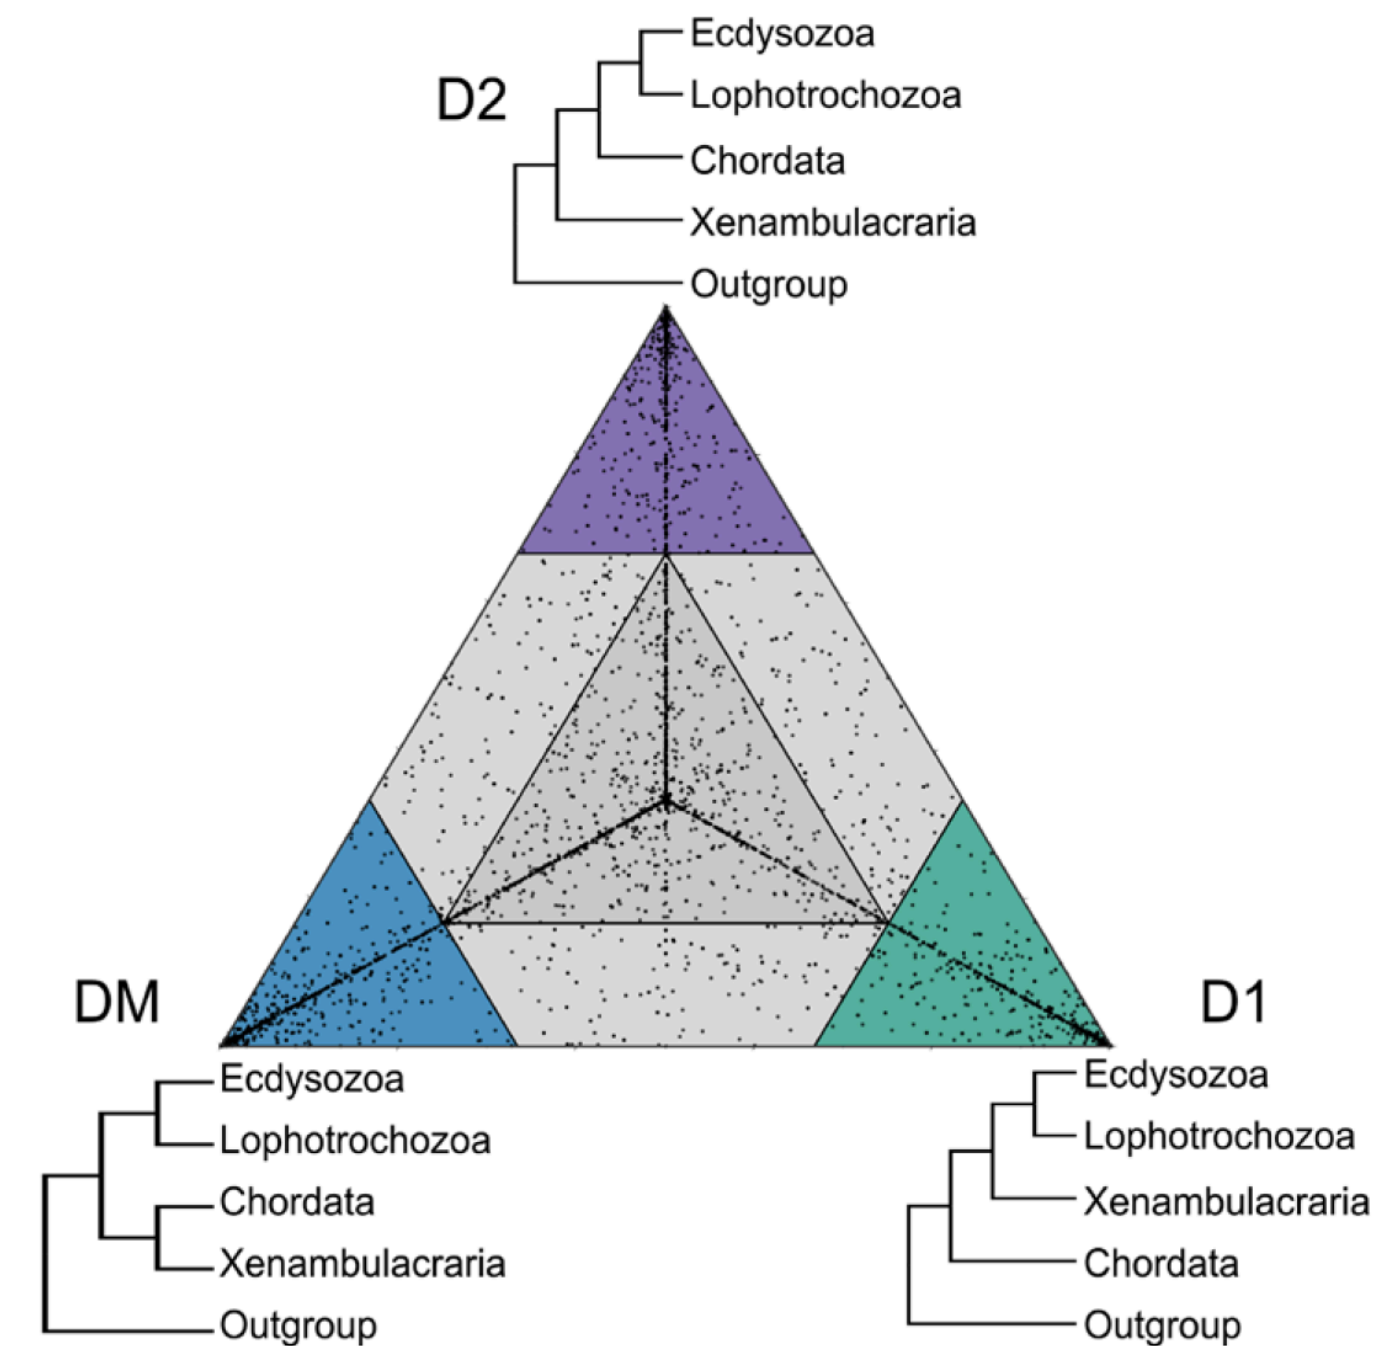 D2
Ecdysozoa
Lophotrochozoa
Chordata
Xenambulacraria
Outgroup
DM
Ecdysozoa
Lophotrochozoa
Chordata
Xenambulacraria
Outgroup
D1
Ecdysozoa
Lophotrochozoa
Xenambulacraria
Chordata
Outgroup